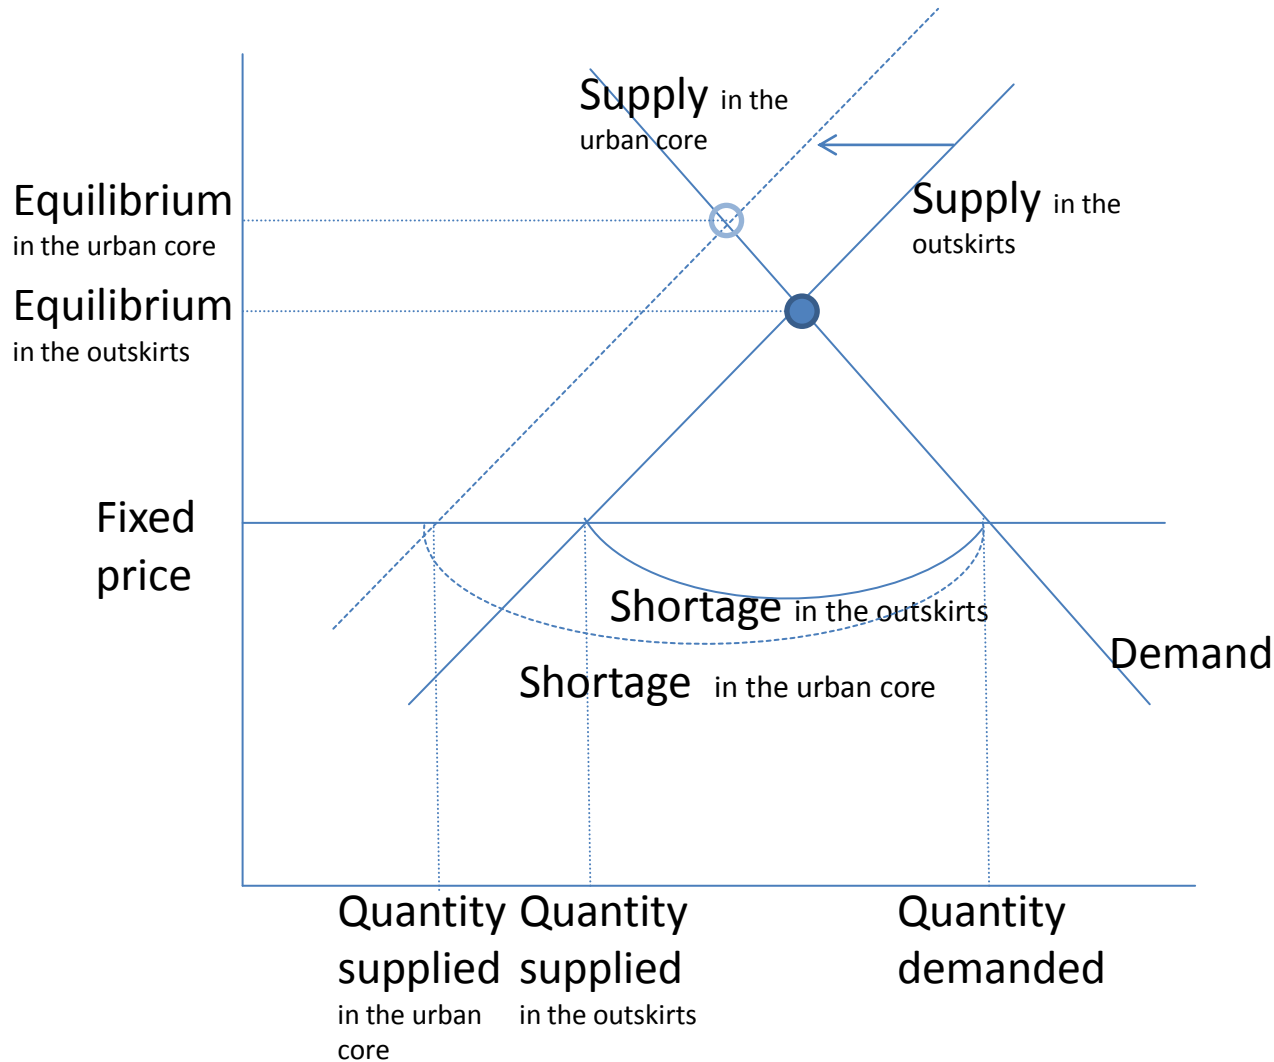 Supply in the
urban core
Equilibrium
in the urban core
Supply in the
outskirts
Equilibrium
in the outskirts
Fixed
price
Shortage in the outskirts
Demand
Shortage in the urban core
Quantity
supplied
in the urban
core
Quantity
supplied
in the outskirts
Quantity
demanded